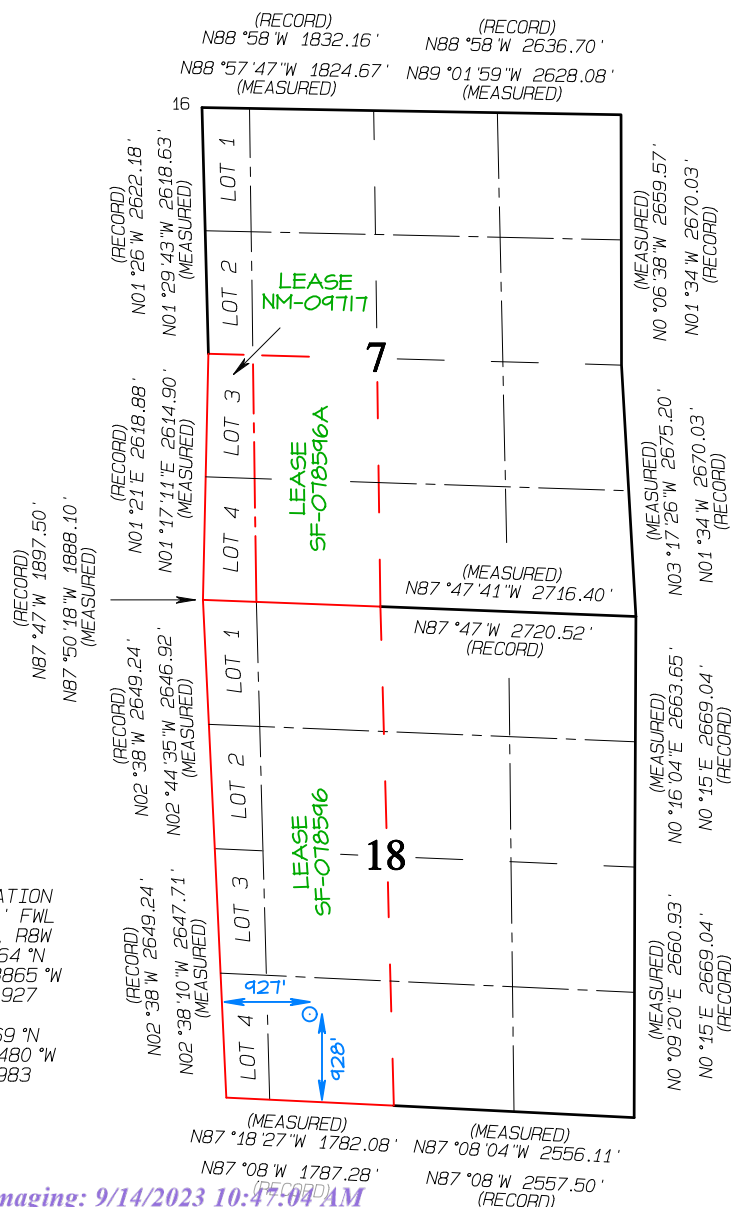 (RECORD)
N88°58'W 1832.16'
N88°57'47"W 1824.67'
(MEASURED)
(RECORD)
N88°58'W 2636.70'
N89°01'59"W 2628.08'
(MEASURED)
16
(RECORD)
N01°26'W 2622.18'
N01°29'43"W 2618.63'
(MEASURED)
LOT 1
LOT 2
LEASE
NM-09717
7
(MEASURED)
N0°06'38"W 2659.57'
N01°34'W 2670.03'
(RECORD)
(RECORD)
N01°21'E 2618.88'
N01°17'11"E 2614.90'
(MEASURED)
LOT 3
LOT 4
LEASE
SF-078596A
(MEASURED)
N03°17'26"W 2675.20'
N01°34'W 2670.03'
(RECORD)
(RECORD)
N87°47'W 1897.50'
N87°50'18"W 1888.10'
(MEASURED)
(MEASURED)
N87°47'41"W 2716.40'
N87°47'W 2720.52'
(RECORD)
(RECORD)
N02°38'W 2649.24'
N02°44'35"W 2646.92'
(MEASURED)
LOT 1
LOT 2
LEASE
SF-078596
18
(MEASURED)
N0°16'04"E 2663.65'
N0°15'E 2669.04'
(RECORD)
(RECORD)
N02°38'W 2649.24'
N02°38'10"W 2647.71'
(MEASURED)
LOT 3
LOT 4
927'
928'
(MEASURED)
N0°09'20"E 2660.93'
N0°15'E 2669.04'
(RECORD)
ATION
' FWL
R8W
64°N
3865°W
927
69°N
480°W
983
(MEASURED)
N87°18'27"W 1782.08'
N87°08'W 1787.28'
(RECORD)
(MEASURED)
N87°08'04"W 2556.11'
N87°08'W 2557.50'
(RECORD)
maging: 9/14/2023 10:47:04 AM